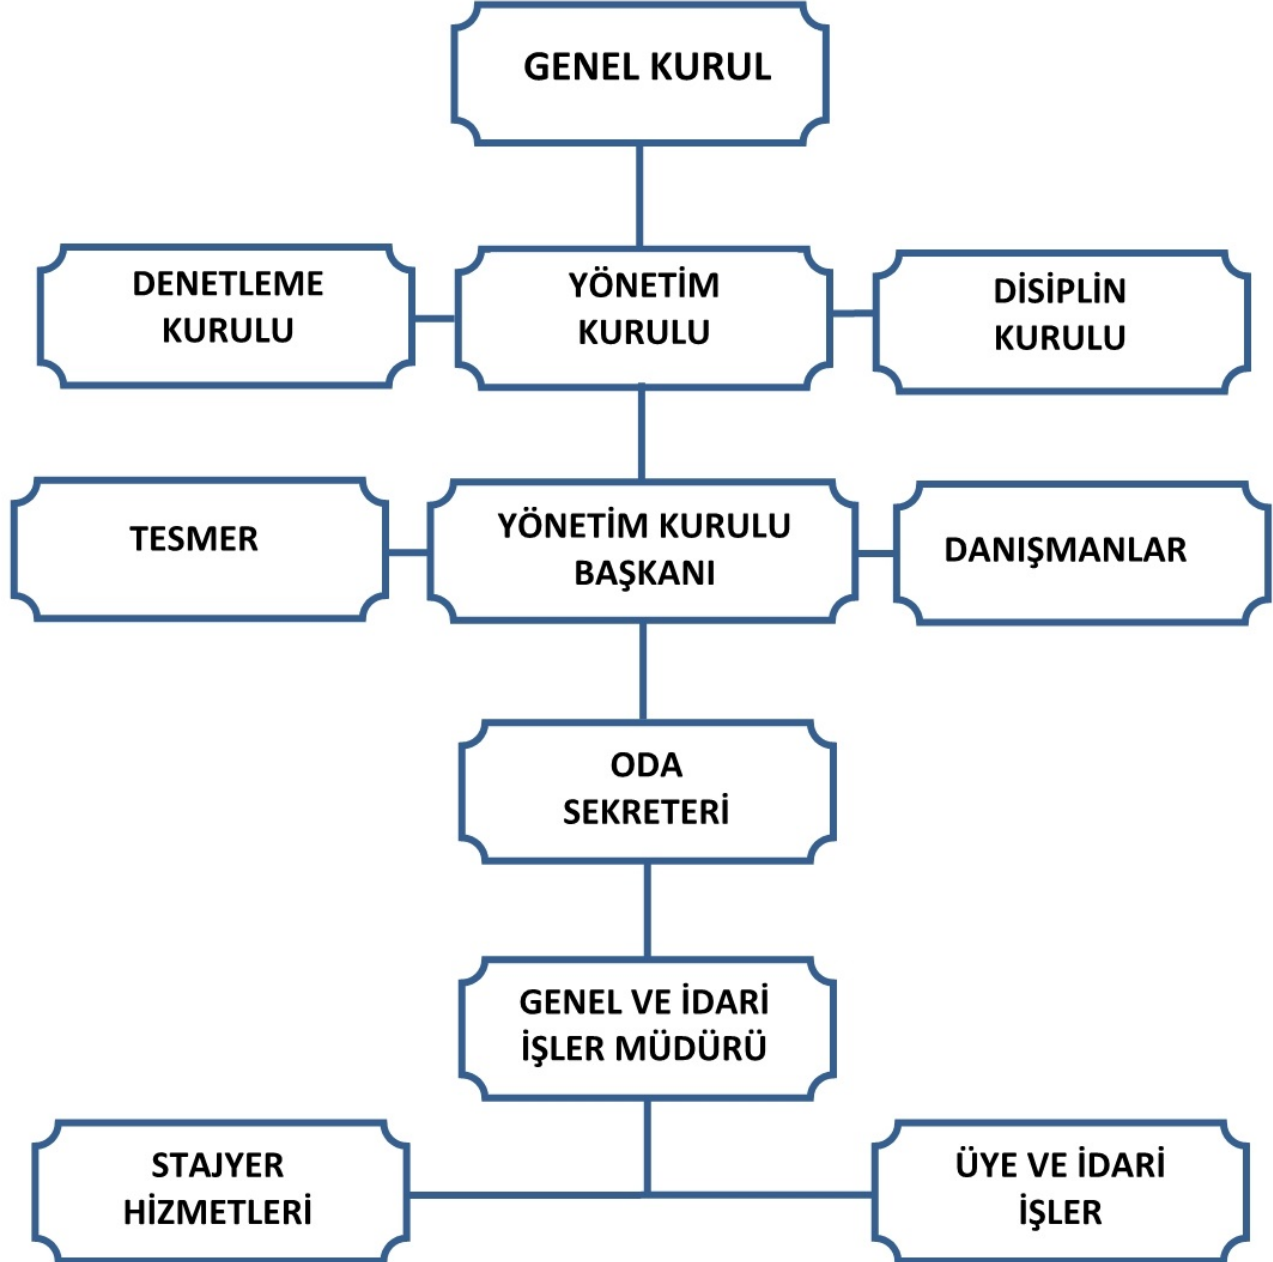 GENEL KURUL
DENETLEME
KURULU
YÖNETİM
KURULU
DİSİPLİN
KURULU
TESMER
YÖNETİM KURULU
BAŞKANI
DANIŞMANLAR
ODA
SEKRETERİ
GENEL VE İDARİ
İŞLER MÜDÜRÜ
STAJYER
HİZMETLERİ
ÜYE VE İDARİ
İŞLER